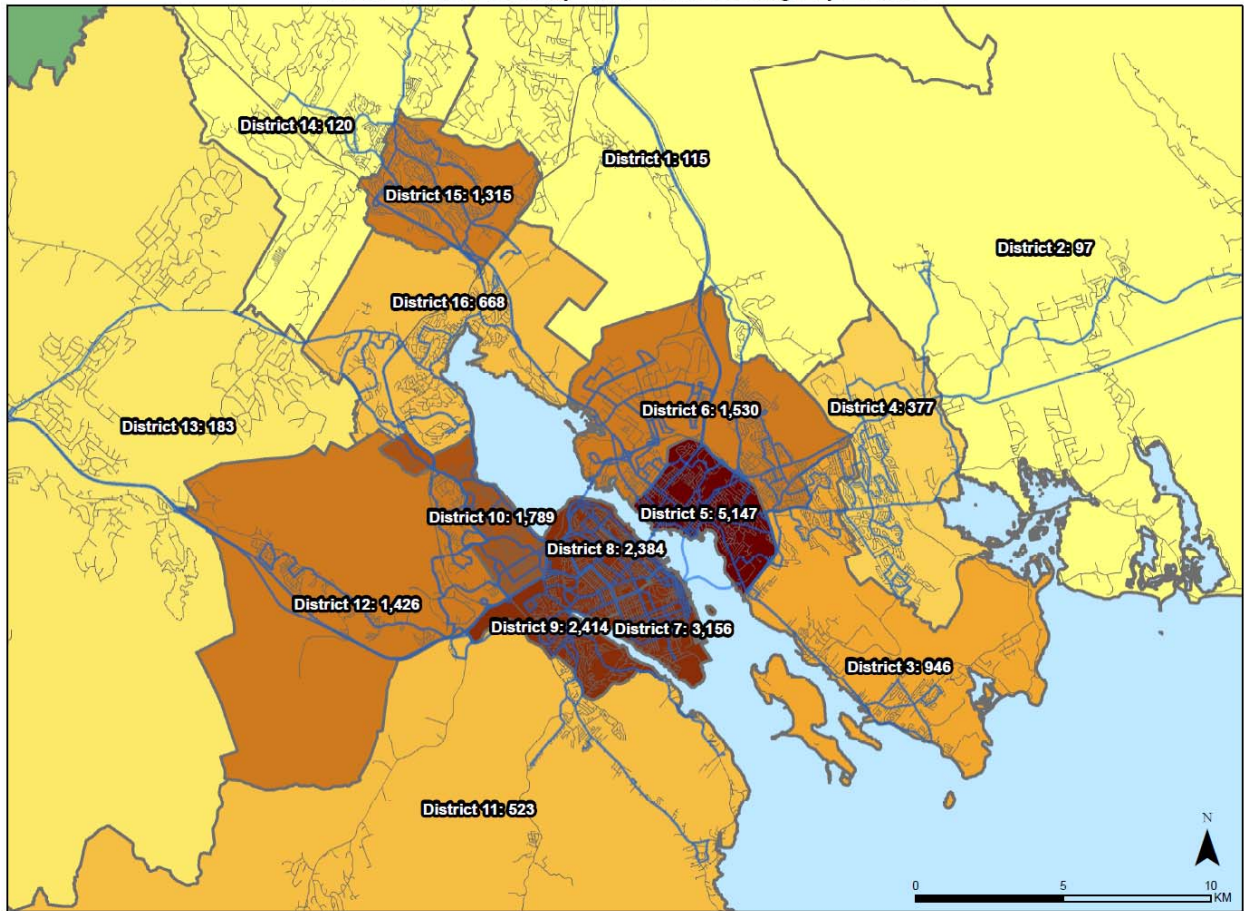 District 14: 120
District 1: 115
District 15: 1,315
District 2: 97
District 16: 668
District 6: 1,530
District 4: 377
District 13: 183
District 5: 5,147
District 10: 1,789
District 8: 2,384
District 12: 1,426
District 9: 2,414
District 7: 3,156
District 3: 946
District 11: 523
N
0 5 10
KM